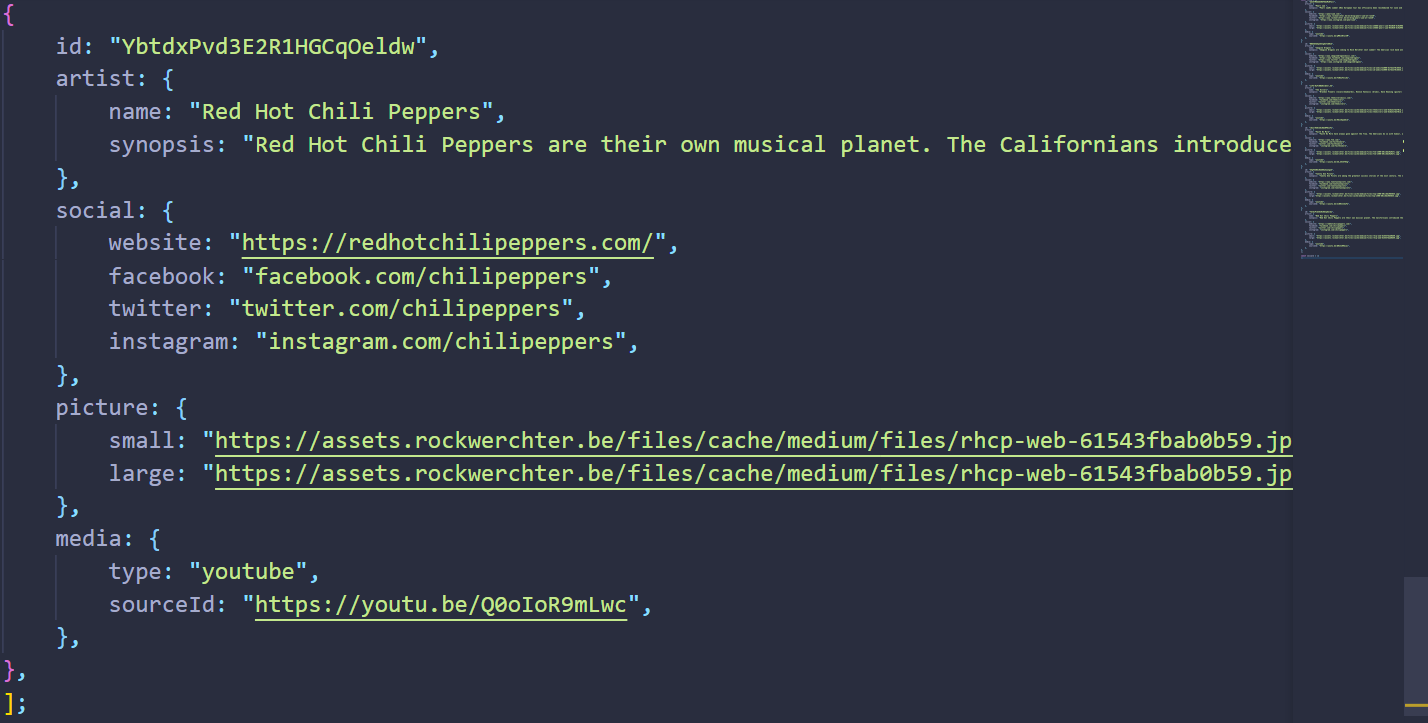 {
id: "YbtdxPvd3E2R1HGCqOeldw",
artist: {
name: "Red Hot Chili Peppers",
synopsis: "Red Hot Chili Peppers are their own musical planet. The Californians introduce
},
social: {
website: "https://redhotchilipeppers.com/",
facebook: "facebook.com/chilipeppers",
twitter: "twitter.com/chilipeppers",
instagram: "instagram.com/chilipeppers",
},
picture: {
small: "https://assets.rockwerchter.be/files/cache/medium/files/rhcp-web-61543fbab0b59.jp
large: "https://assets.rockwerchter.be/files/cache/medium/files/rhcp-web-61543fbab0b59.jp
},
media: {
type: "youtube",
sourceId: "https://youtu.be/Q0oIoR9mLwc",
},
},
];